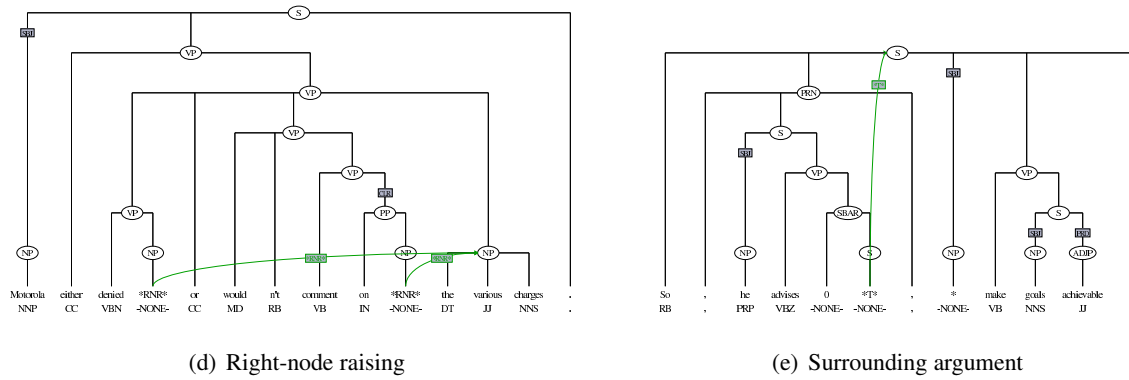 S
SBJ
VP
VP
VP
VP
CLR
VP
PP
NP
NP
NP
NP
*RNR*
*RNR*
Motorola either denied *RNR* or would n't comment on *RNR* the various charges .
NNP CC VBN -NONE- CC MD RB VB IN -NONE- DT JJ NNS .
(d) Right-node raising
S
SBJ
*T*
PRN
S
SBJ
VP
VP
SBAR
S
SBJ
PRD
NP
S
NP
NP
ADJP
So , he advises 0 *T* , * make goals achievable
RB , PRP VBZ -NONE- -NONE- , -NONE- VB NNS JJ
(e) Surrounding argument